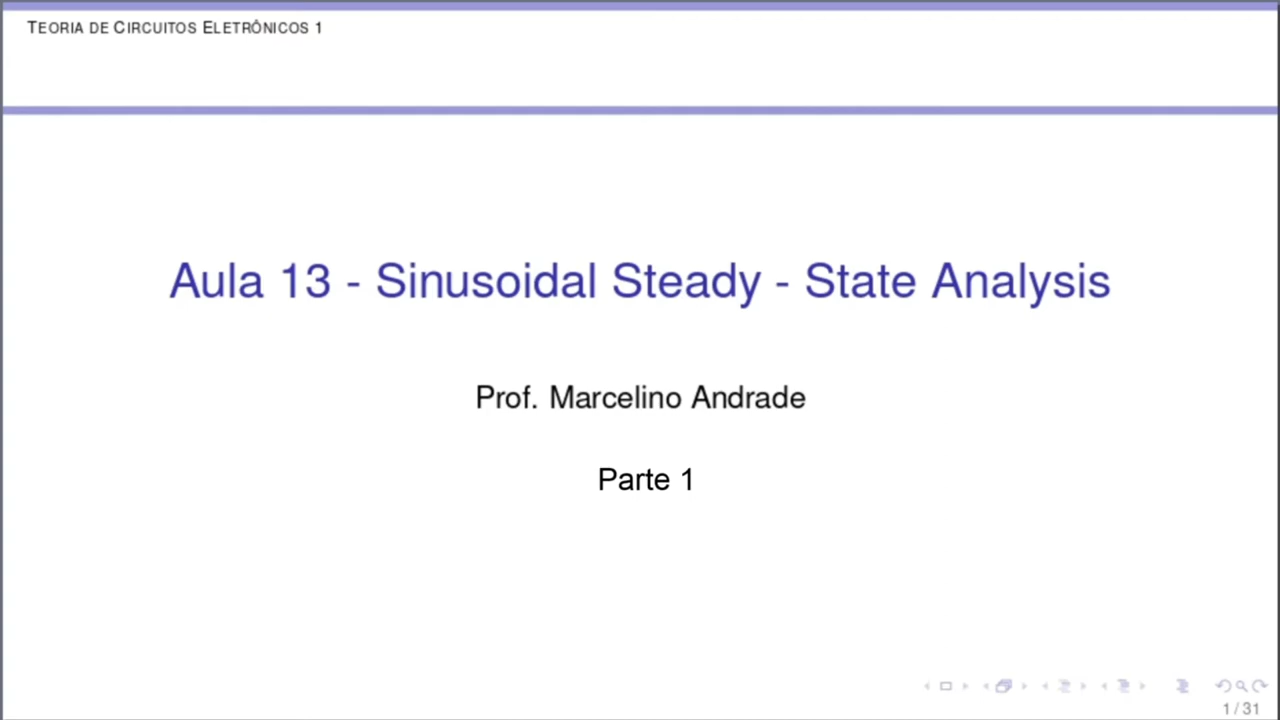 TEORIA DE CIRCUITOS ELETRÔNICOS 1
Aula 13 - Sinusoidal Steady - State Analysis
Prof. Marcelino Andrade
Parte 1
1 / 31